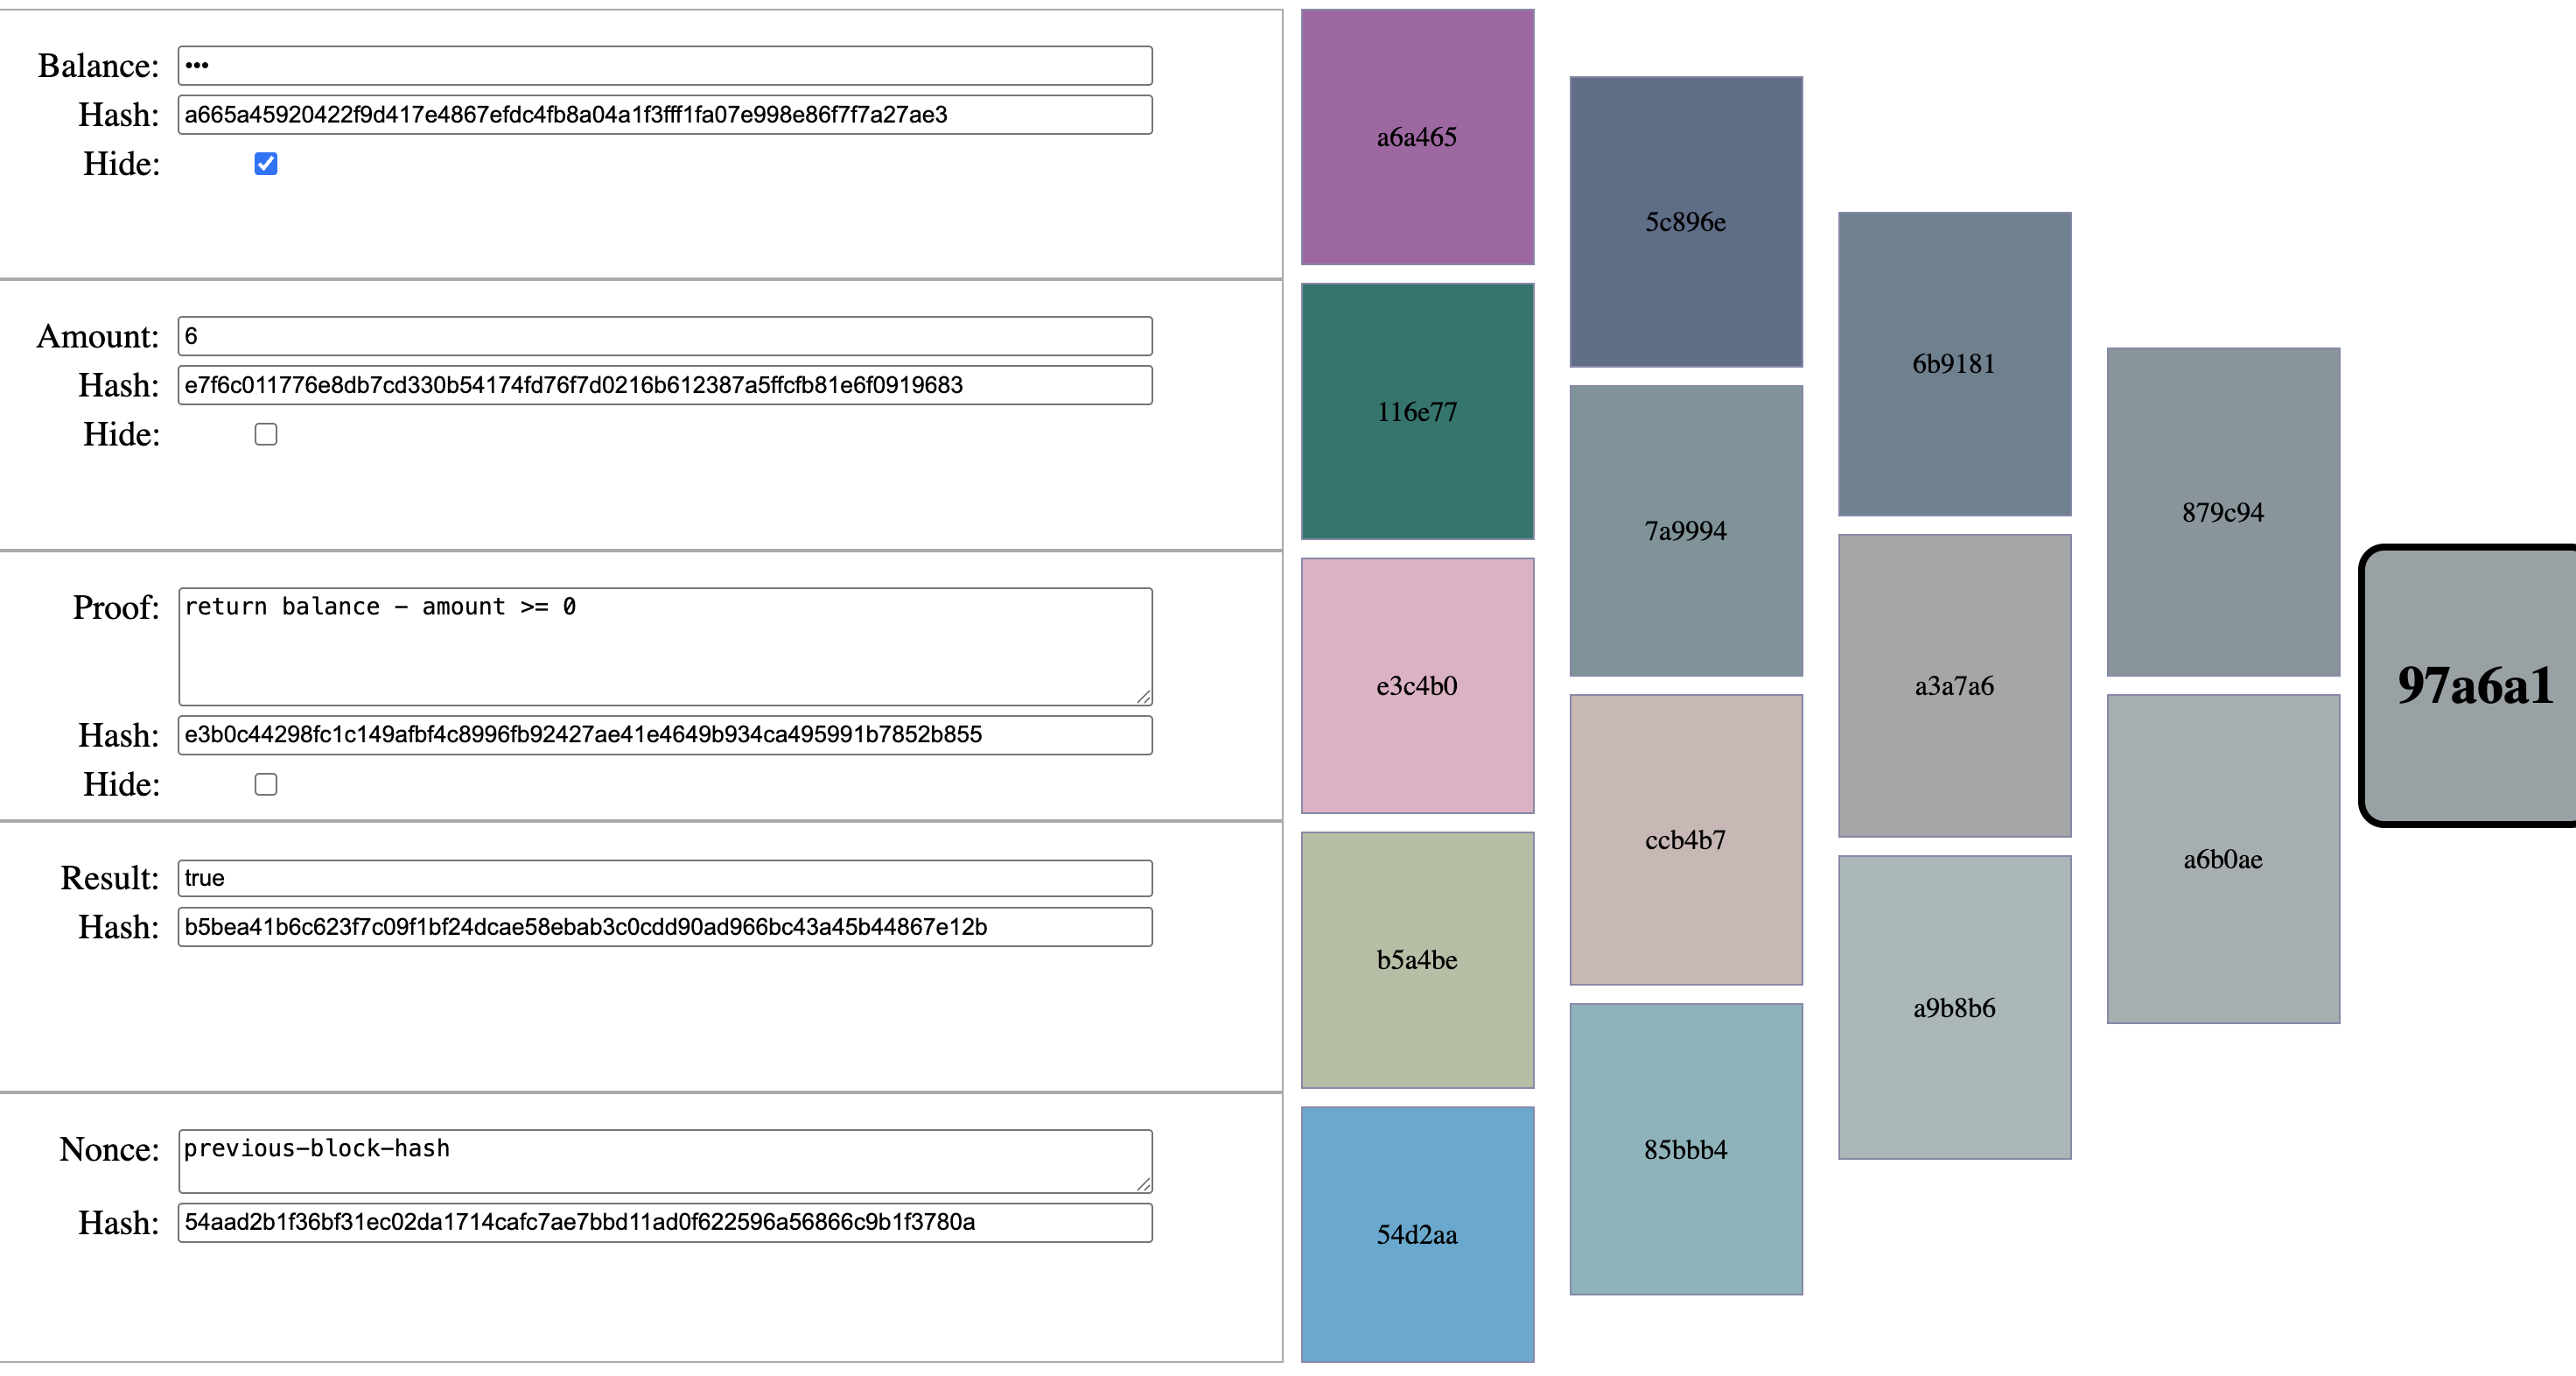 Balance: •••
Hash: a665a45920422f9d417e4867efdc4fb8a04a1f3fff1fa07e998e86f7f7a27ae3
Hide:
Amount: 6
Hash: e7f6c011776e8db7cd330b54174fd76f7d0216b612387a5ffcfb81e6f0919683
Hide:
Proof: return balance - amount >= 0
Hash: e3b0c44298fc1c149afbf4c8996fb92427ae41e4649b934ca495991b7852b855
Hide:
Result: true
Hash: b5bea41b6c623f7c09f1bf24dcae58ebab3c0cdd90ad966bc43a45b44867e12b
Nonce: previous-block-hash
Hash: 54aad2b1f36bf31ec02da1714cafc7ae7bbd11ad0f622596a56866c9b1f3780a
a6a465
116e77
e3c4b0
b5a4be
54d2aa
5c896e
7a9994
ccb4b7
85bbb4
6b9181
a3a7a6
a9b8b6
879c94
a6b0ae
97a6a1